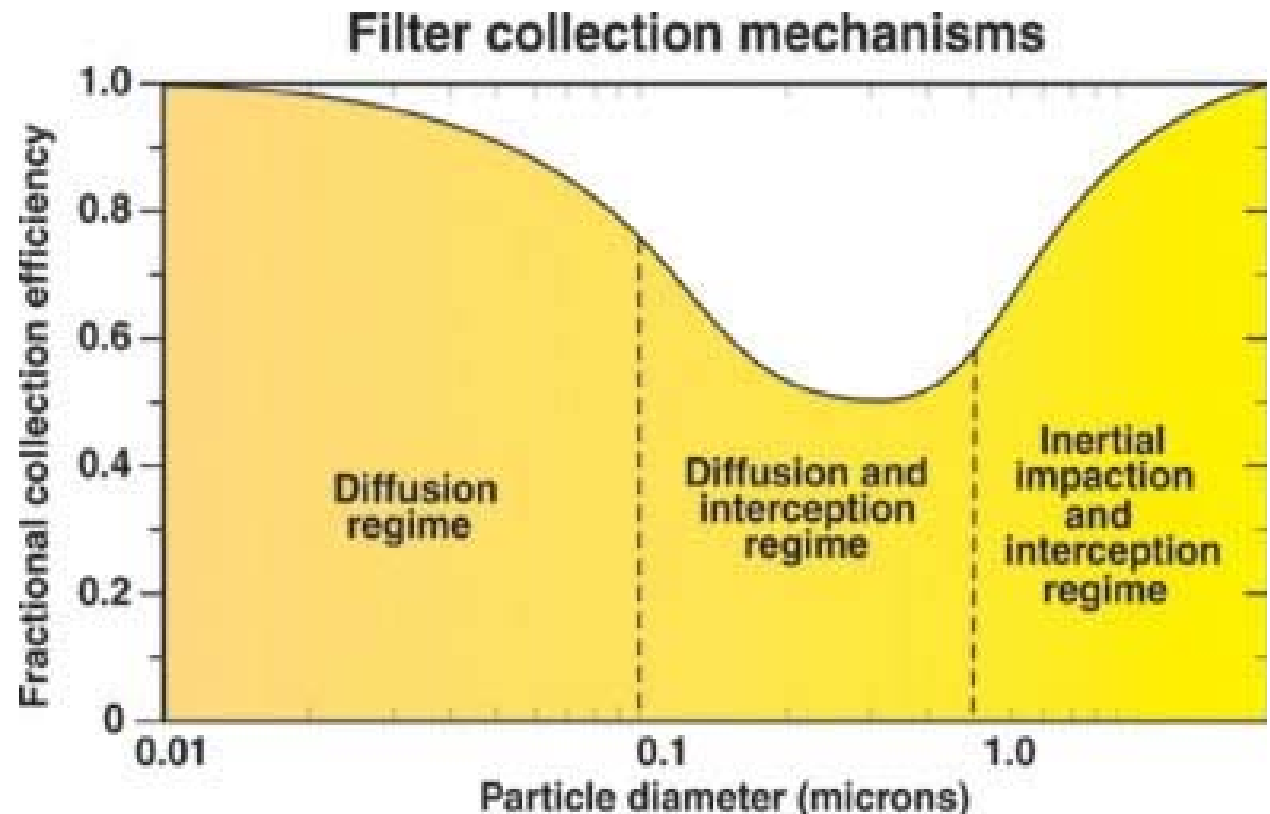 Filter collection mechanisms
1.0
0.8
0.6
0.4
0.2
0
Fractional collection efficiency
Diffusion
regime
Diffusion and
interception
regime
Inertial
impaction
and
interception
regime
0.01
0.1
1.0
Particle diameter (microns)